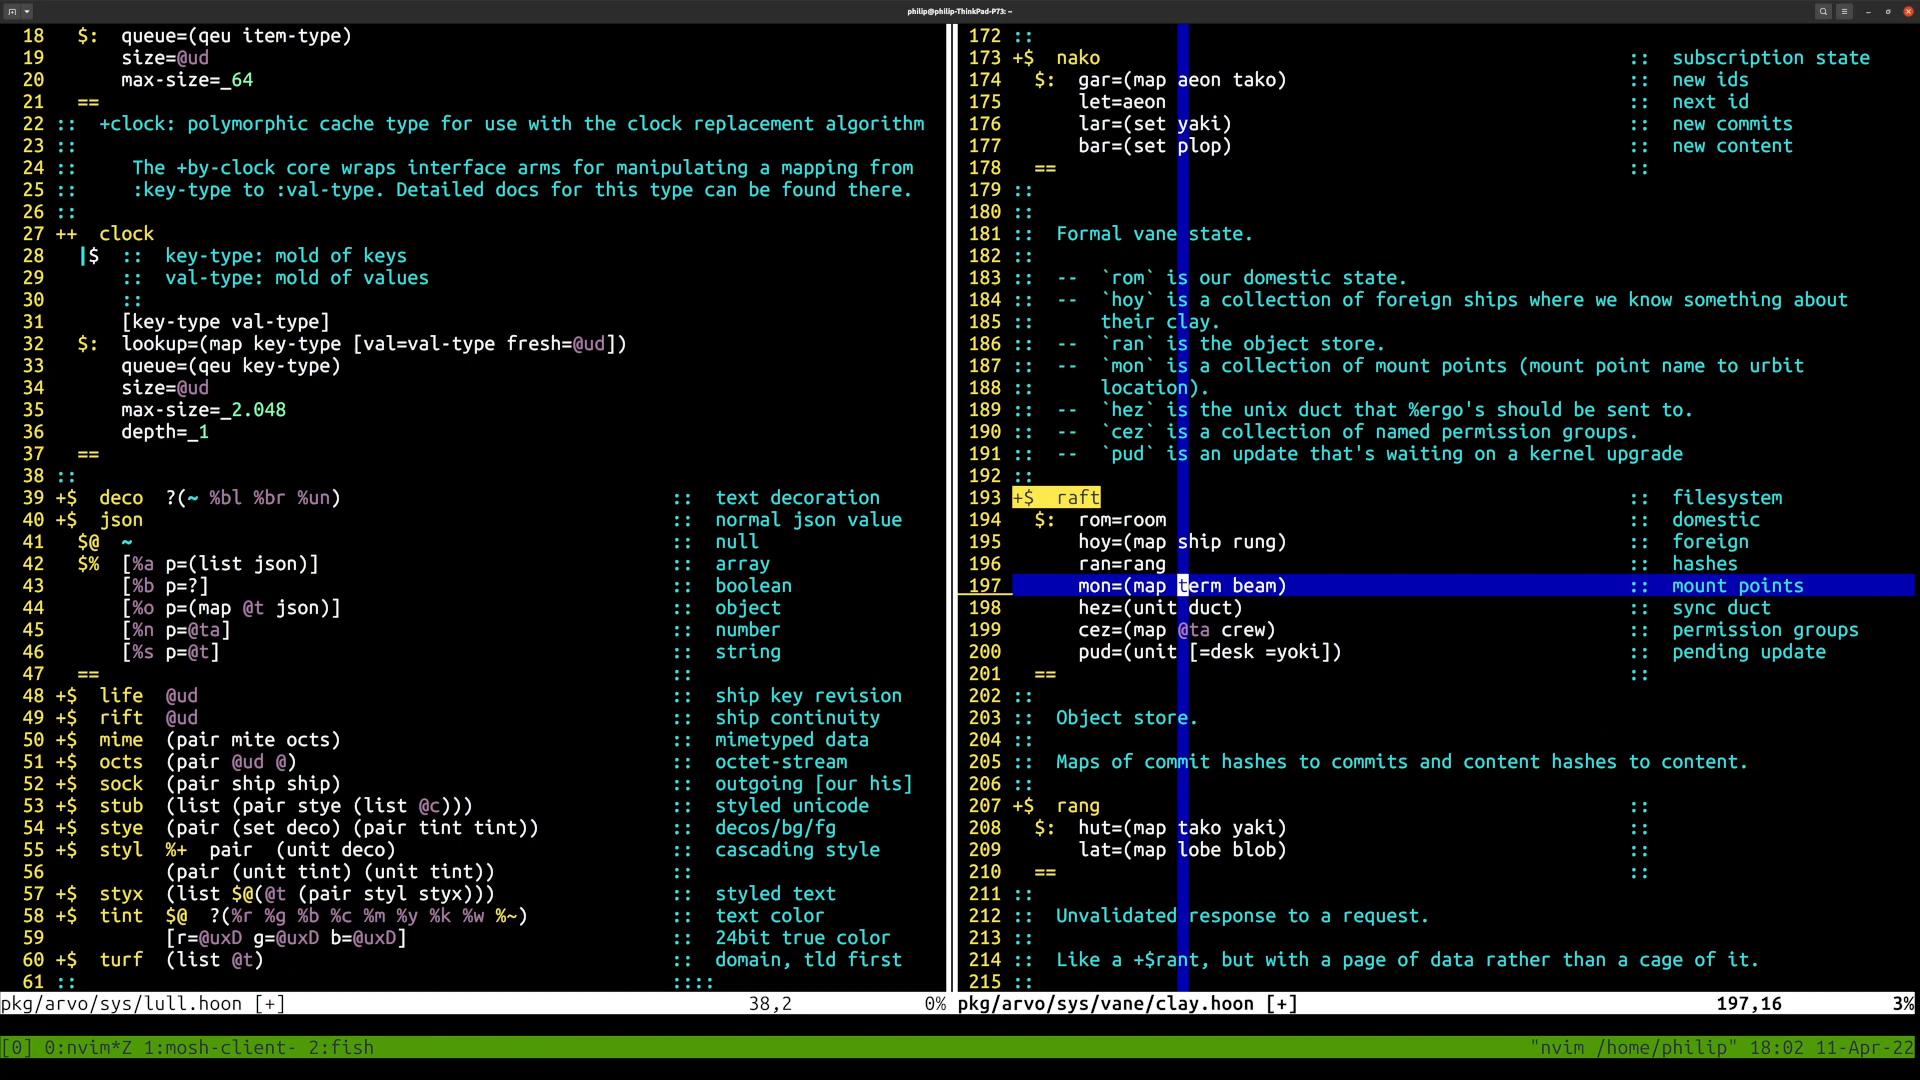 philip@philip-ThinkPad-P73: ~
18   $:  queue=(qeu item-type)
19       size=@ud
20       max-size=_64
21   ==
22 ::  +clock: polymorphic cache type for use with the clock replacement algorithm
23 ::
24 ::     The +by-clock core wraps interface arms for manipulating a mapping from
25 ::     :key-type to :val-type. Detailed docs for this type can be found there.
26 ::
27 ++  clock
28   |$  ::  key-type: mold of keys
29       ::  val-type: mold of values
30       ::
31       [key-type val-type]
32   $:  lookup=(map key-type [val=val-type fresh=@ud])
33       queue=(qeu key-type)
34       size=@ud
35       max-size=_2.048
36       depth=_1
37   ==
38 ::
39 +$  deco  ?(~ %bl %br %un)                              ::  text decoration
40 +$  json                                                ::  normal json value
41   $@  ~                                                 ::  null
42   $%  [%a p=(list json)]                                ::  array
43       [%b p=?]                                          ::  boolean
44       [%o p=(map @t json)]                              ::  object
45       [%n p=@ta]                                        ::  number
46       [%s p=@t]                                         ::  string
47   ==                                                    ::
48 +$  life  @ud                                           ::  ship key revision
49 +$  rift  @ud                                           ::  ship continuity
50 +$  mime  (pair mite octs)                              ::  mimetyped data
51 +$  octs  (pair @ud @)                                  ::  octet-stream
52 +$  sock  (pair ship ship)                              ::  outgoing [our his]
53 +$  stub  (list (pair stye (list @c)))                  ::  styled unicode
54 +$  stye  (pair (set deco) (pair tint tint))            ::  decos/bg/fg
55 +$  styl  %+  pair  (unit deco)                         ::  cascading style
56           (pair (unit tint) (unit tint))                ::
57 +$  styx  (list $@(@t (pair styl styx)))                ::  styled text
58 +$  tint  $@  ?(%r %g %b %c %m %y %k %w %~)             ::  text color
59           [r=@uxD g=@uxD b=@uxD]                        ::  24bit true color
60 +$  turf  (list @t)                                     ::  domain, tld first
61 ::                                                      ::::
pkg/arvo/sys/lull.hoon [+]    38,2    0%
172 ::
173 +$  nako                                                ::  subscription state
174   $:  gar=(map aeon tako)                               ::  new ids
175       let=aeon                                          ::  next id
176       lar=(set yaki)                                    ::  new commits
177       bar=(set plop)                                    ::  new content
178   ==                                                    ::
179 ::
180 ::
181 ::  Formal vane state.
182 ::
183 ::  --  `rom` is our domestic state.
184 ::  --  `hoy` is a collection of foreign ships where we know something about
185 ::      their clay.
186 ::  --  `ran` is the object store.
187 ::  --  `mon` is a collection of mount points (mount point name to urbit
188 ::      location).
189 ::  --  `hez` is the unix duct that %ergo's should be sent to.
190 ::  --  `cez` is a collection of named permission groups.
191 ::  --  `pud` is an update that's waiting on a kernel upgrade
192 ::
193 +$  raft                                                ::  filesystem
194   $:  rom=room                                          ::  domestic
195       hoy=(map ship rung)                               ::  foreign
196       ran=rang                                          ::  hashes
197       mon=(map term beam)                               ::  mount points
198       hez=(unit duct)                                   ::  sync duct
199       cez=(map @ta crew)                                ::  permission groups
200       pud=(unit [=desk =yoki])                          ::  pending update
201   ==                                                    ::
202 ::
203 ::  Object store.
204 ::
205 ::  Maps of commit hashes to commits and content hashes to content.
206 ::
207 +$  rang                                                ::
208   $:  hut=(map tako yaki)                               ::
209       lat=(map lobe blob)                               ::
210   ==                                                    ::
211 ::
212 ::  Unvalidated response to a request.
213 ::
214 ::  Like a +$rant, but with a page of data rather than a cage of it.
215 ::
pkg/arvo/sys/vane/clay.hoon [+]    197,16    3%
[0] 0:nvim*Z 1:mosh-client- 2:fish    "nvim /home/philip" 18:02 11-Apr-22